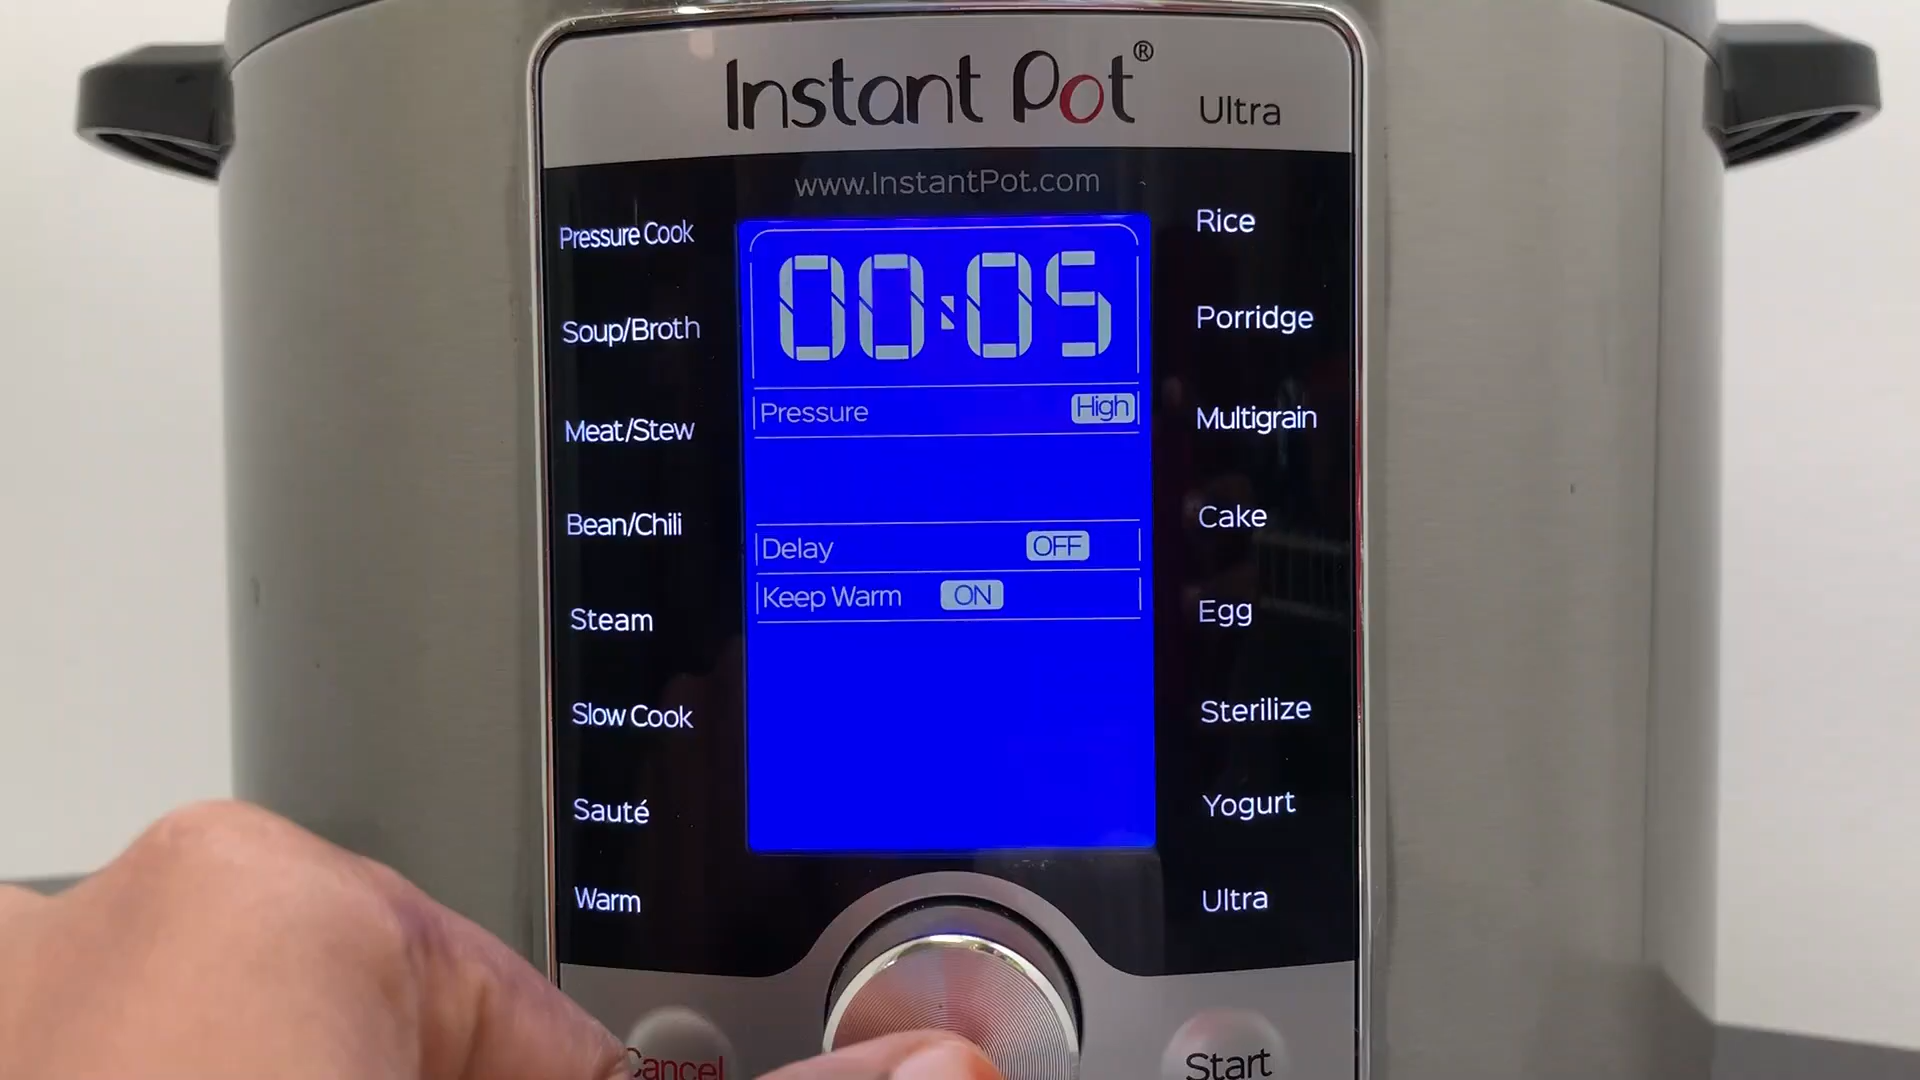 Instant Pot® Ultra
www.InstantPot.com
Pressure Cook
Soup/Broth
Meat/Stew
Bean/Chili
Steam
Slow Cook
Sauté
Warm
00:05
Pressure High
Delay OFF
Keep Warm ON
Rice
Porridge
Multigrain
Cake
Egg
Sterilize
Yogurt
Ultra
Cancel
Start